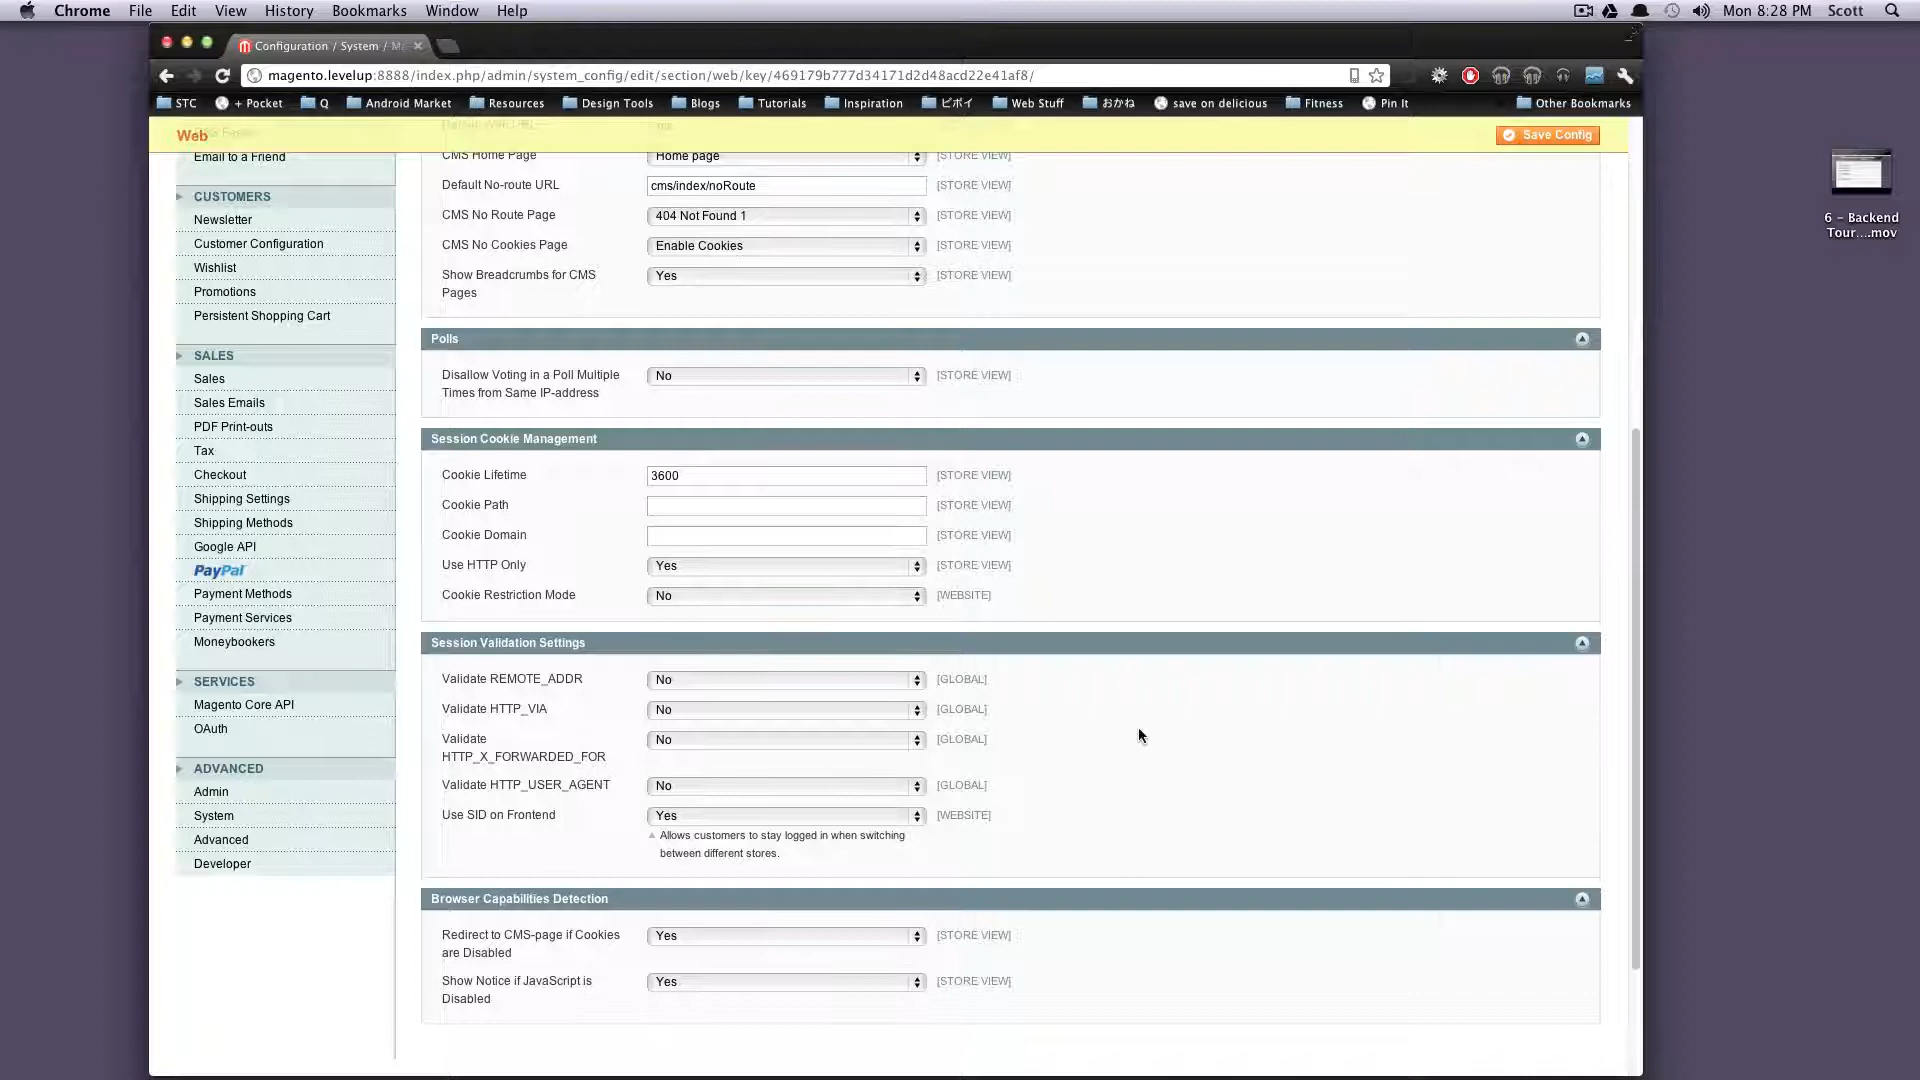 Chrome File Edit View History Bookmarks Window Help Mon 8:28 PM Scott
Configuration / System / M
magento.levelup:8888/index.php/admin/system_config/edit/section/web/key/469179b777d34171d2d48acd22e41af8/
STC + Pocket Q Android Market Resources Design Tools Blogs Tutorials Inspiration ビボイ Web Stuff おかね save on delicious Fitness Pin It Other Bookmarks
Web Save Config
Email to a Friend
CUSTOMERS
Newsletter
Customer Configuration
Wishlist
Promotions
Persistent Shopping Cart
SALES
Sales
Sales Emails
PDF Print-outs
Tax
Checkout
Shipping Settings
Shipping Methods
Google API
PayPal
Payment Methods
Payment Services
Moneybookers
SERVICES
Magento Core API
OAuth
ADVANCED
Admin
System
Advanced
Developer
CMS Home Page Home page [STORE VIEW]
Default No-route URL cms/index/noRoute [STORE VIEW]
CMS No Route Page 404 Not Found 1 [STORE VIEW]
CMS No Cookies Page Enable Cookies [STORE VIEW]
Show Breadcrumbs for CMS Yes [STORE VIEW]
Pages
Polls
Disallow Voting in a Poll Multiple No [STORE VIEW]
Times from Same IP-address
Session Cookie Management
Cookie Lifetime 3600 [STORE VIEW]
Cookie Path [STORE VIEW]
Cookie Domain [STORE VIEW]
Use HTTP Only Yes [STORE VIEW]
Cookie Restriction Mode No [WEBSITE]
Session Validation Settings
Validate REMOTE_ADDR No [GLOBAL]
Validate HTTP_VIA No [GLOBAL]
Validate No [GLOBAL]
HTTP_X_FORWARDED_FOR
Validate HTTP_USER_AGENT No [GLOBAL]
Use SID on Frontend Yes [WEBSITE]
Allows customers to stay logged in when switching
between different stores.
Browser Capabilities Detection
Redirect to CMS-page if Cookies Yes [STORE VIEW]
are Disabled
Show Notice if JavaScript is Yes [STORE VIEW]
Disabled
6 - Backend
Tour....mov